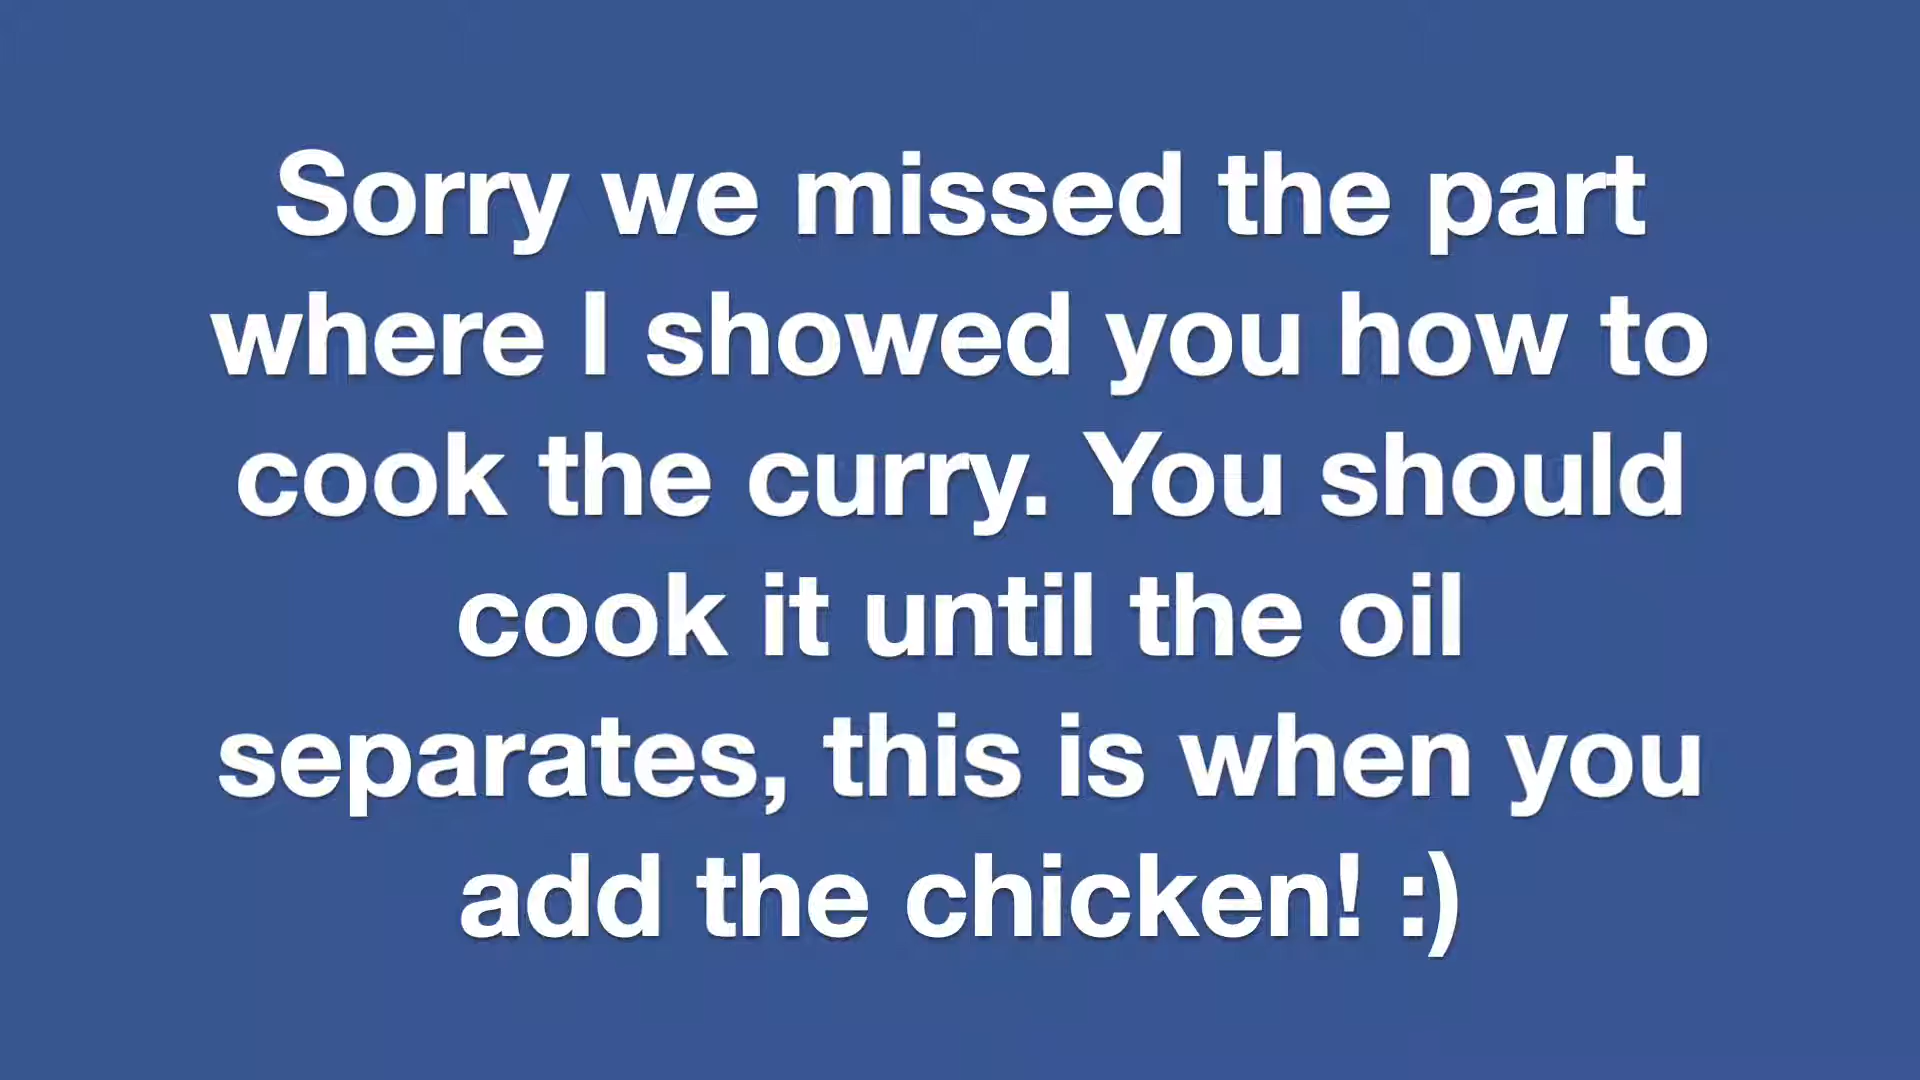 Sorry we missed the part
where I showed you how to
cook the curry. You should
cook it until the oil
separates, this is when you
add the chicken! :)